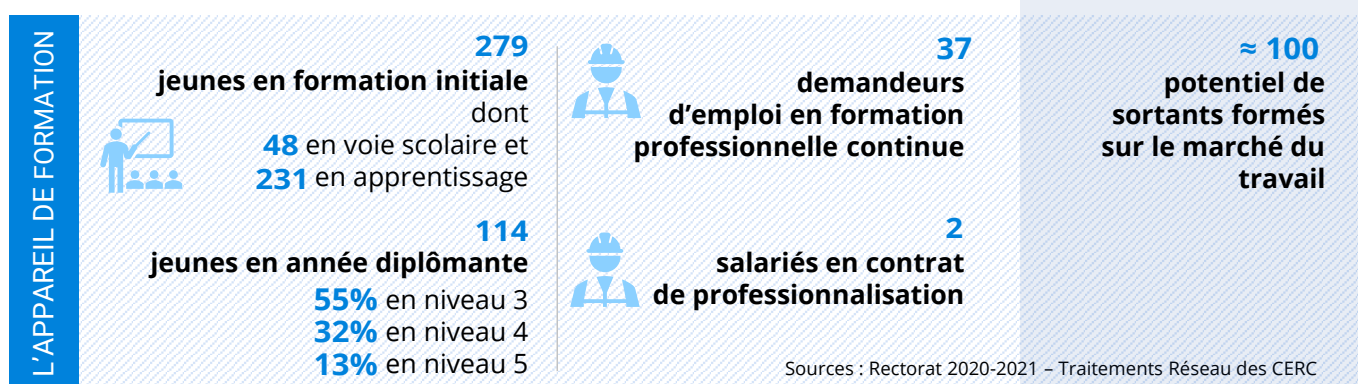 L'APPAREIL DE FORMATION
279
jeunes en formation initiale
dont
48 en voie scolaire et
231 en apprentissage
114
jeunes en année diplômante
55% en niveau 3
32% en niveau 4
13% en niveau 5
37
demandeurs
d'emploi en formation
professionnelle continue
2
salariés en contrat
de professionnalisation
≈ 100
potentiel de
sortants formés
sur le marché du
travail
Sources : Rectorat 2020-2021 – Traitements Réseau des CERC